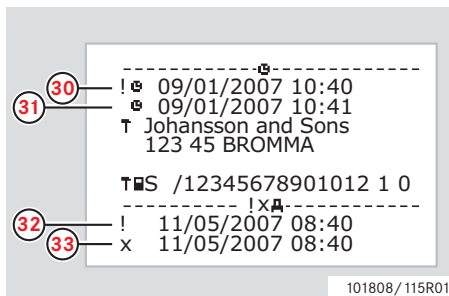 30 ! 09/01/2007 10:40
31 09/01/2007 10:41
T Johansson and Sons
123 45 BROMMA
T S /12345678901012 1 0
---------- !x ------------
32 ! 11/05/2007 08:40
33 x 11/05/2007 08:40
101808/115R01